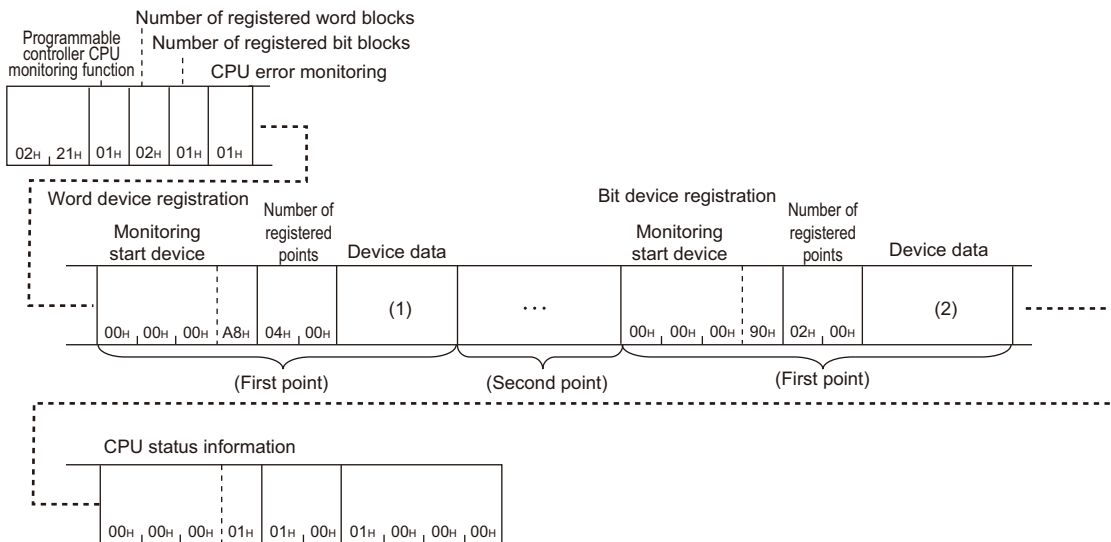 Number of registered word blocks
Programmable
controller CPU
monitoring function
Number of registered bit blocks
CPU error monitoring
02H 21H 01H 02H 01H 01H
Word device registration
Bit device registration
Monitoring
start device
Number of
registered
points
Device data
Monitoring
start device
Number of
registered
points
Device data
00H 00H 00H A8H 04H 00H (1) ... 00H 00H 00H 90H 02H 00H (2)
(First point) (Second point) (First point)
CPU status information
00H 00H 00H 01H 01H 00H 01H 00H 00H 00H